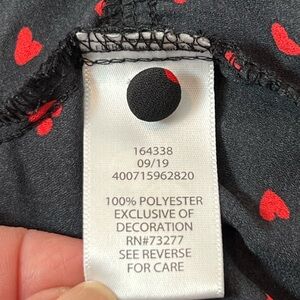 164338
09/19
400715962820
100% POLYESTER
EXCLUSIVE OF
DECORATION
RN#73277
SEE REVERSE
FOR CARE